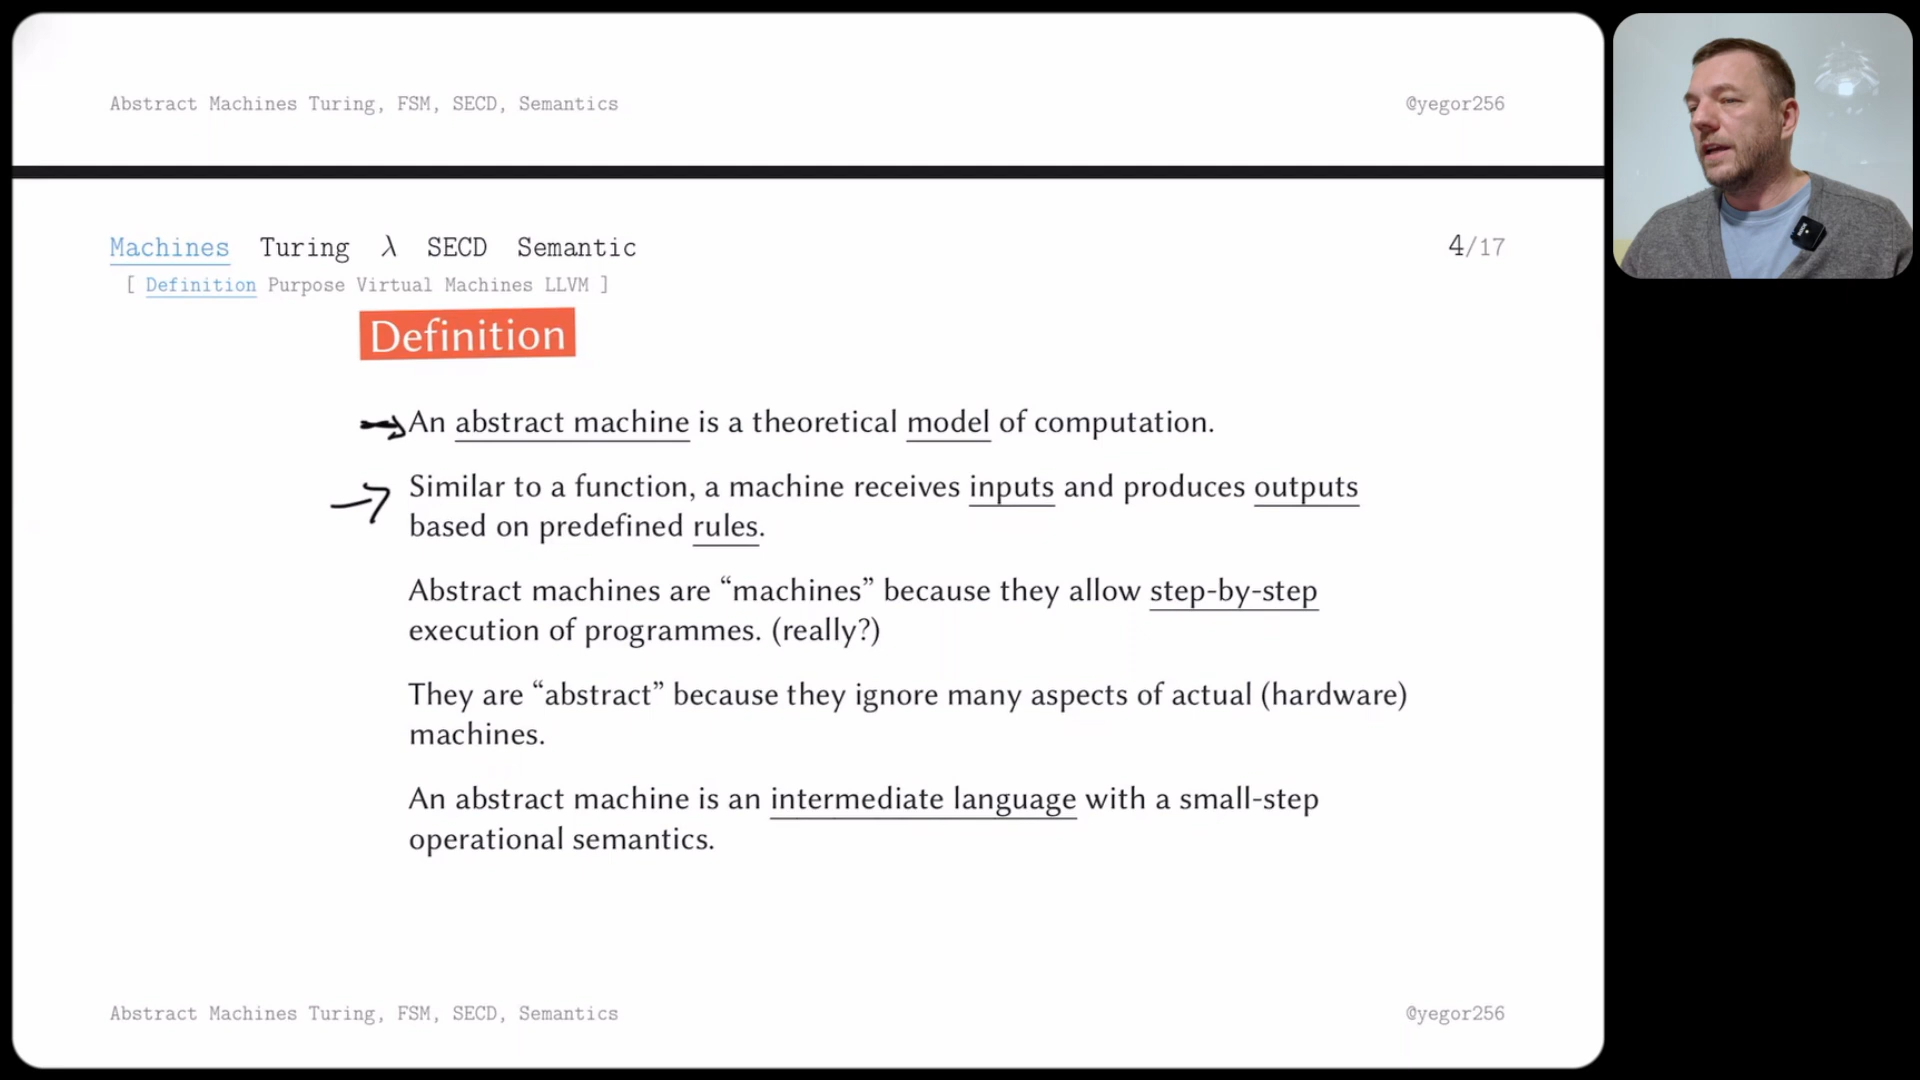 Abstract Machines Turing, FSM, SECD, Semantics
@yegor256
Machines Turing λ SECD Semantic
4/17
[ Definition Purpose Virtual Machines LLVM ]
Definition
An abstract machine is a theoretical model of computation.
Similar to a function, a machine receives inputs and produces outputs
based on predefined rules.
Abstract machines are “machines” because they allow step-by-step
execution of programmes. (really?)
They are “abstract” because they ignore many aspects of actual (hardware)
machines.
An abstract machine is an intermediate language with a small-step
operational semantics.
Abstract Machines Turing, FSM, SECD, Semantics
@yegor256